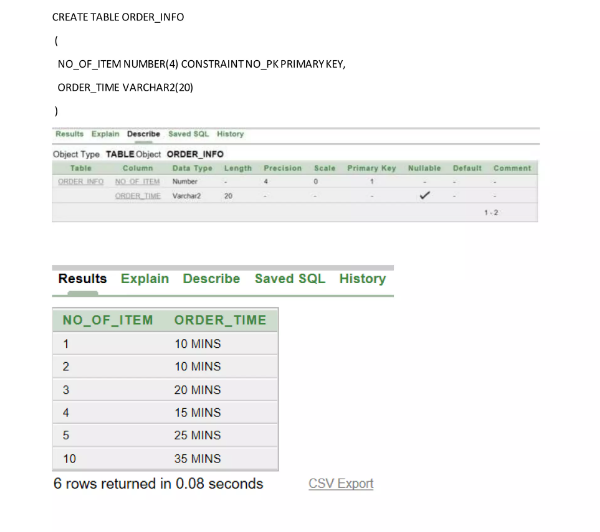 CREATE TABLE ORDER_INFO
(
NO_OF_ITEM NUMBER(4) CONSTRAINT NO_PK PRIMARY KEY,
ORDER_TIME VARCHAR2(20)
)
Results Explain Describe Saved SQL History
Object Type TABLE Object ORDER_INFO
Table Column Data Type Length Precision Scale Primary Key Nullable Default Comment
ORDER_INFO NO_OF_ITEM Number - 4 0 1 - - -
ORDER_TIME Varchar2 20 - - - ✓ - -
1 - 2
Results Explain Describe Saved SQL History
NO_OF_ITEM ORDER_TIME
1 10 MINS
2 10 MINS
3 20 MINS
4 15 MINS
5 25 MINS
10 35 MINS
6 rows returned in 0.08 seconds CSV Export